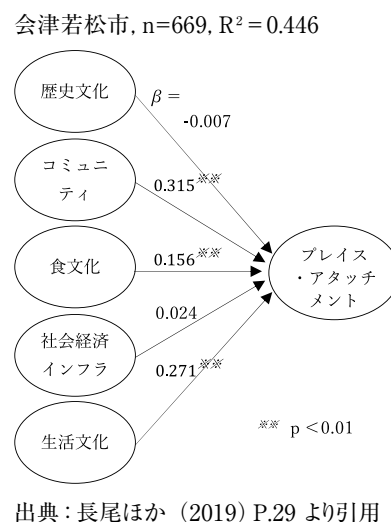 会津若松市, n=669, R² = 0.446
歴史文化
β =
-0.007
コミュニ
ティ
0.315※※
食文化
0.156※※
プレイス
・アタッチ
メント
社会経済
インフラ
0.024
0.271※※
生活文化
※※ p <0.01
出典：長尾ほか (2019) P.29 より引用